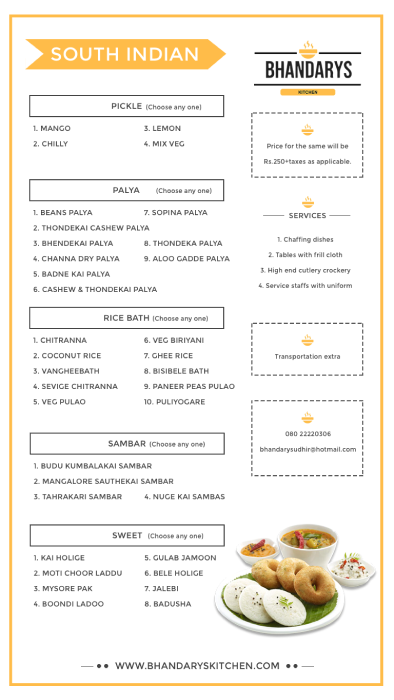 SOUTH INDIAN
BHANDARYS
KITCHEN
PICKLE (Choose any one)
1. MANGO
2. CHILLY
3. LEMON
4. MIX VEG
PALYA (Choose any one)
1. BEANS PALYA
2. THONDEKAI CASHEW PALYA
3. BHENDEKAI PALYA
4. CHANNA DRY PALYA
5. BADNE KAI PALYA
6. CASHEW & THONDEKAI PALYA
7. SOPINA PALYA
8. THONDEKA PALYA
9. ALOO GADDE PALYA
RICE BATH (Choose any one)
1. CHITRANNA
2. COCONUT RICE
3. VANGHEEBATH
4. SEVIGE CHITRANNA
5. VEG PULAO
6. VEG BIRIYANI
7. GHEE RICE
8. BISIBELE BATH
9. PANEER PEAS PULAO
10. PULIYOGARE
SAMBAR (Choose any one)
1. BUDU KUMBALAKAI SAMBAR
2. MANGALORE SAUTHEKAI SAMBAR
3. TAHRAKARI SAMBAR
4. NUGE KAI SAMBAS
SWEET (Choose any one)
1. KAI HOLIGE
2. MOTI CHOOR LADDU
3. MYSORE PAK
4. BOONDI LADOO
5. GULAB JAMOON
6. BELE HOLIGE
7. JALEBI
8. BADUSHA
Price for the same will be
Rs.250+taxes as applicable.
SERVICES
1. Chaffing dishes
2. Tables with frill cloth
3. High end cutlery crockery
4. Service staffs with uniform
Transportation extra
080 22220306
bhandarysudhir@hotmail.com
WWW.BHANDARYSKITCHEN.COM